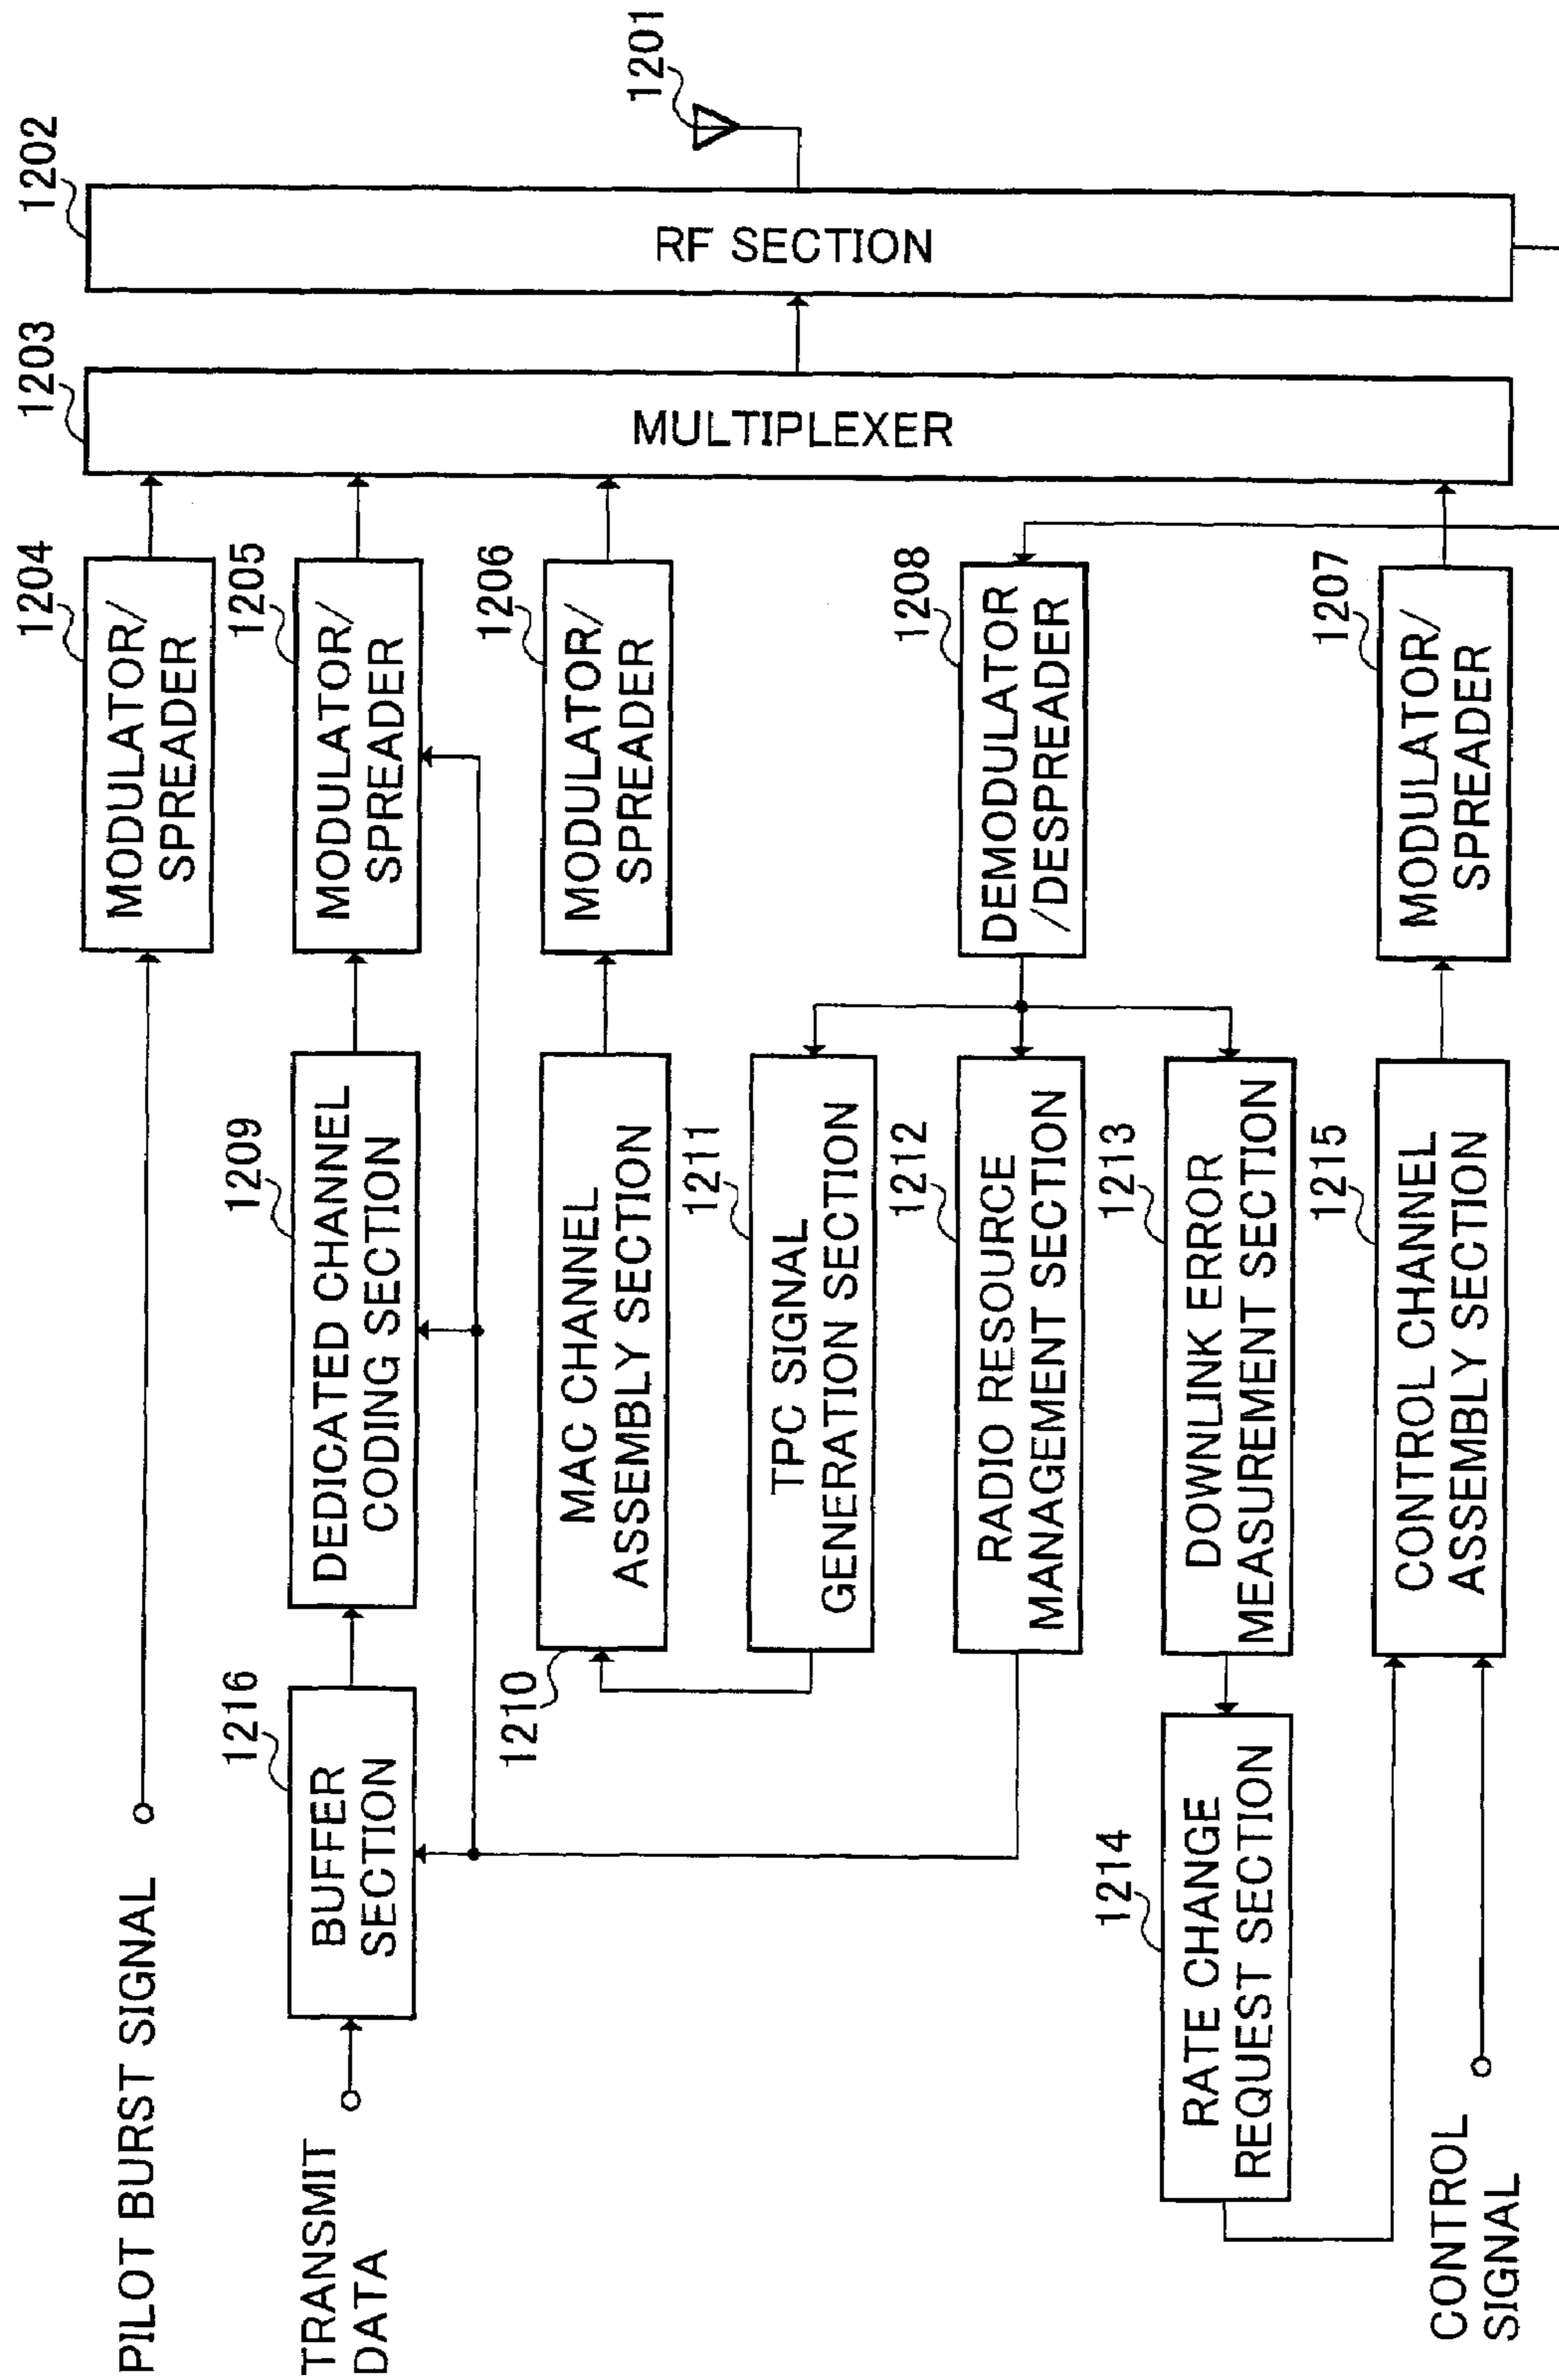 PILOT BURST SIGNAL
1204
MODULATOR/
SPREADER
1203
MULTIPLEXER
1202
RF SECTION
1201
TRANSMIT
DATA
1216
BUFFER
SECTION
1209
DEDICATED CHANNEL
CODING SECTION
1205
MODULATOR/
SPREADER
1210
MAC CHANNEL
ASSEMBLY SECTION
1206
MODULATOR/
SPREADER
1211
TPC SIGNAL
GENERATION SECTION
1212
RADIO RESOURCE
MANAGEMENT SECTION
1208
DEMODULATOR
/DESPREADER
1214
RATE CHANGE
REQUEST SECTION
1213
DOWNLINK ERROR
MEASUREMENT SECTION
CONTROL
SIGNAL
1215
CONTROL CHANNEL
ASSEMBLY SECTION
1207
MODULATOR/
SPREADER